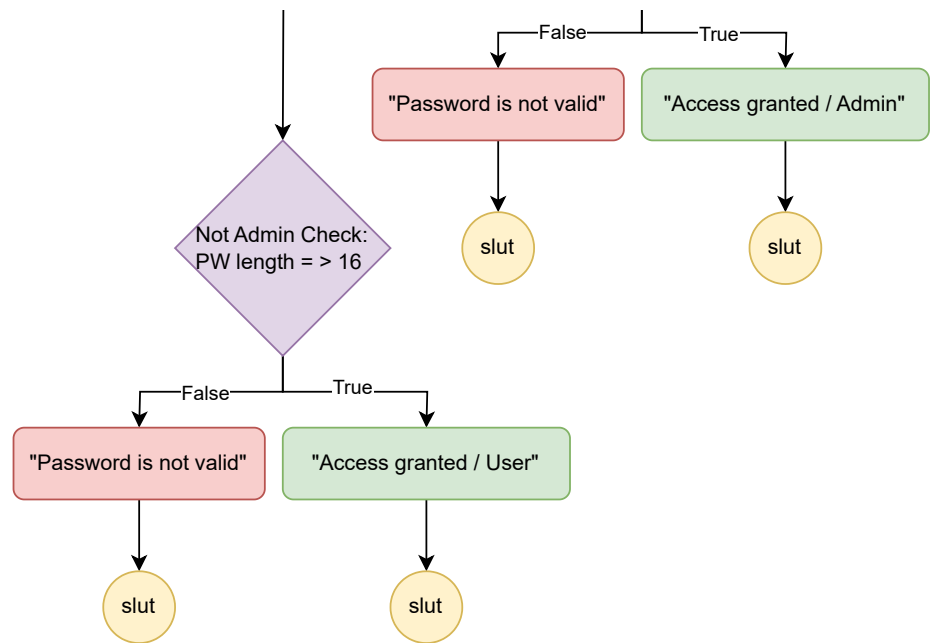 False
True
"Password is not valid"
"Access granted / Admin"
slut
slut
Not Admin Check:
PW length = > 16
False
True
"Password is not valid"
"Access granted / User"
slut
slut